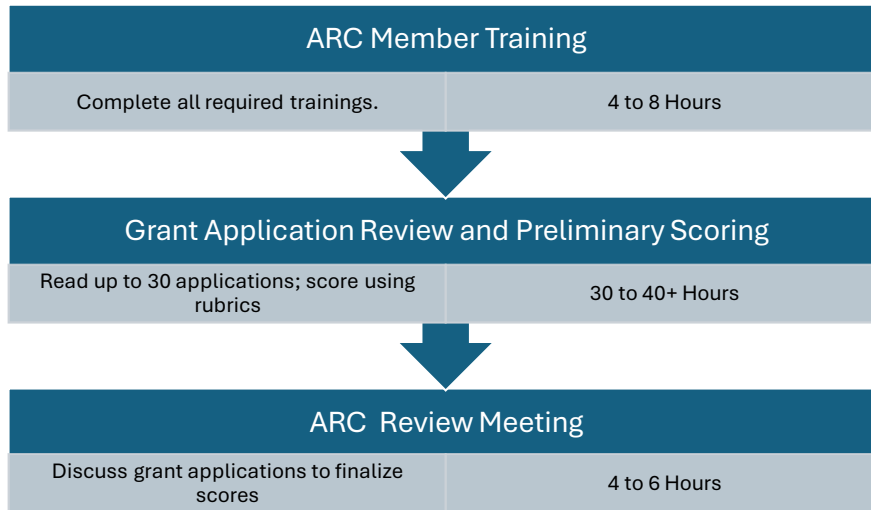 ARC Member Training
Complete all required trainings.
4 to 8 Hours
Grant Application Review and Preliminary Scoring
Read up to 30 applications; score using
rubrics
30 to 40+ Hours
ARC Review Meeting
Discuss grant applications to finalize
scores
4 to 6 Hours